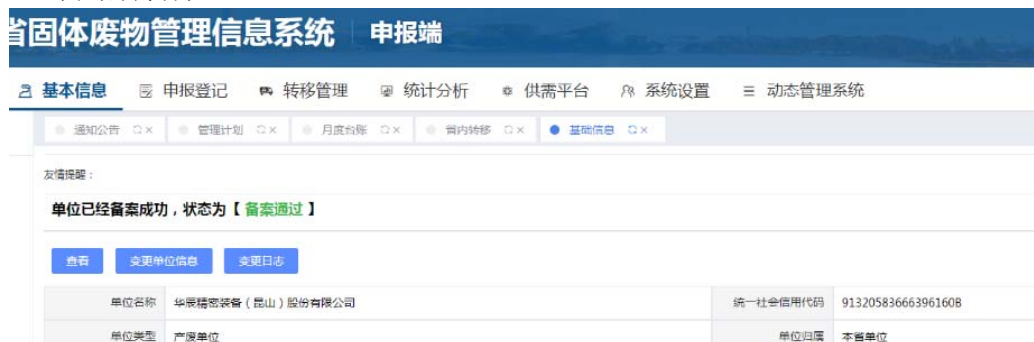 省固体废物管理信息系统 申报端
基本信息 申报登记 转移管理 统计分析 供需平台 系统设置 动态管理系统
通知公告 管理计划 月度台账 省内转移 基础信息
友情提醒：
单位已经备案成功，状态为【 备案通过 】
查看 变更单位信息 变更日志
单位名称 华辰精密装备（昆山）股份有限公司 统一社会信用代码 91320583666396160B
单位类型 产废单位 单位归属 本省单位